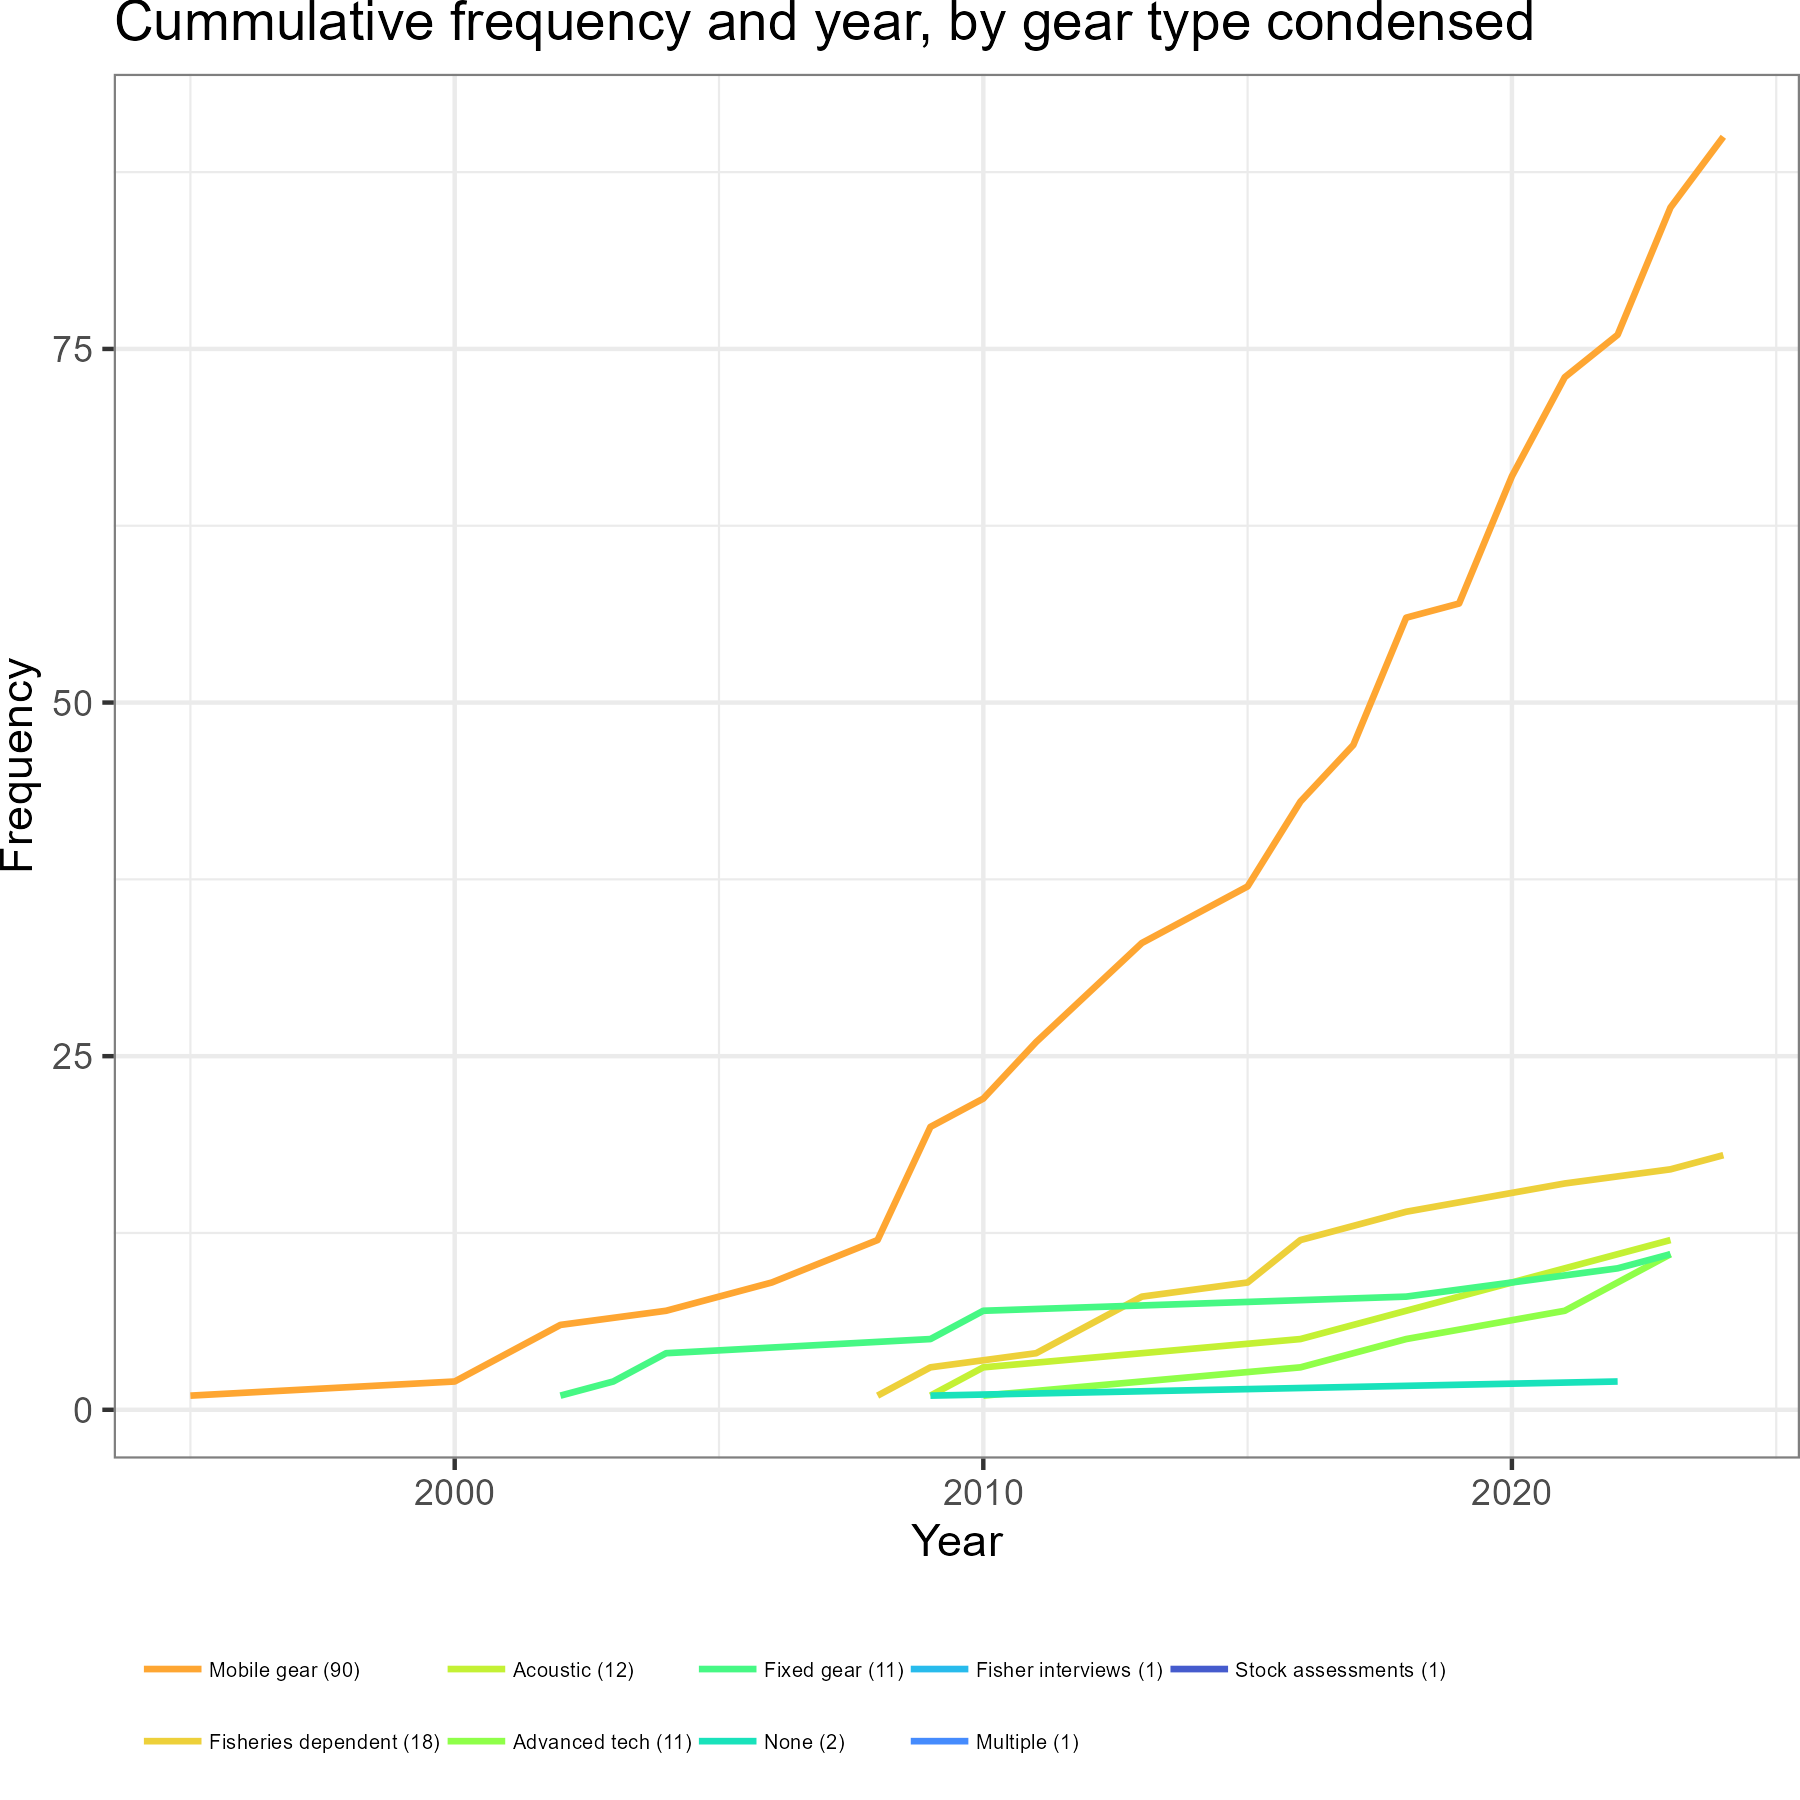 Cummulative frequency and year, by gear type condensed
Frequency
75
50
25
0
2000 2010 2020
Year
Mobile gear (90) Acoustic (12) Fixed gear (11) Fisher interviews (1) Stock assessments (1)
Fisheries dependent (18) Advanced tech (11) None (2) Multiple (1)